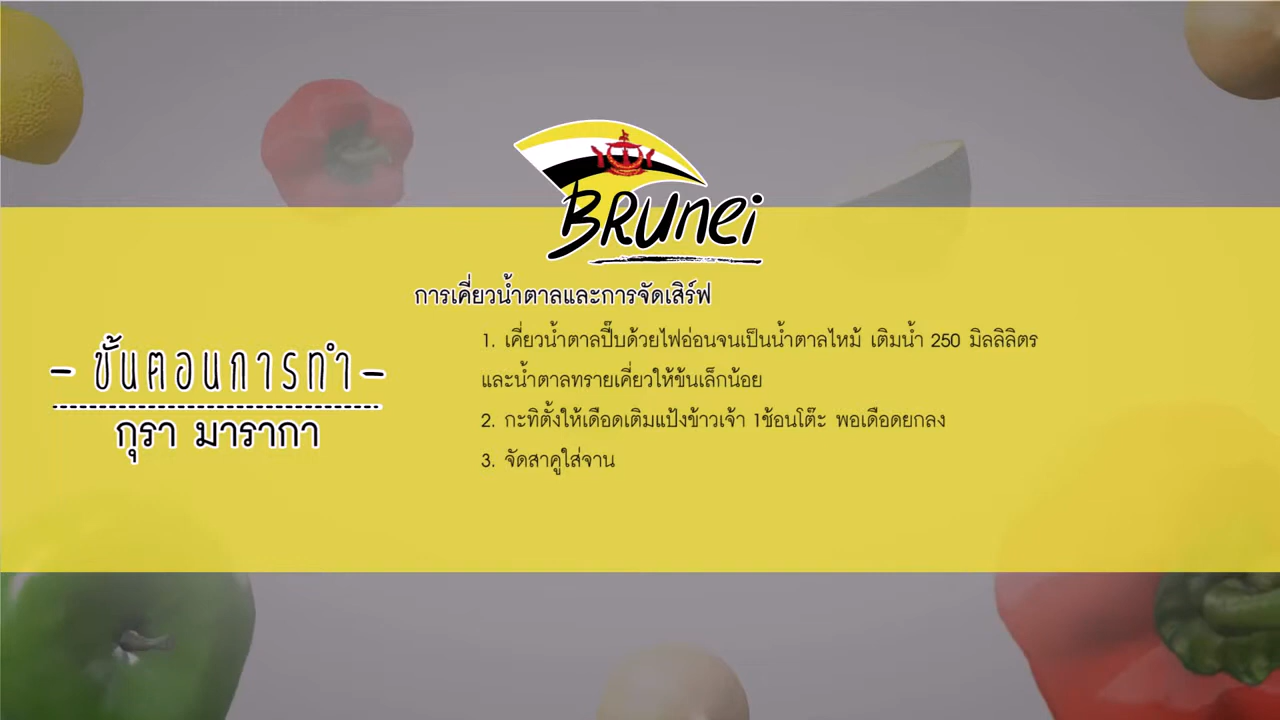 BRUNEI
การเคี่ยวน้ำตาลและการจัดเสิร์ฟ
- ขั้นตอนการทำ -
กุรา มารากา
1. เคี่ยวน้ำตาลปี๊บด้วยไฟอ่อนจนเป็นน้ำตาลไหม้ เติมน้ำ 250 มิลลิลิตร
และน้ำตาลทรายเคี่ยวให้ข้นเล็กน้อย
2. กะทิตั้งให้เดือดเติมแป้งข้าวเจ้า 1ช้อนโต๊ะ พอเดือดยกลง
3. จัดสาคูใส่จาน